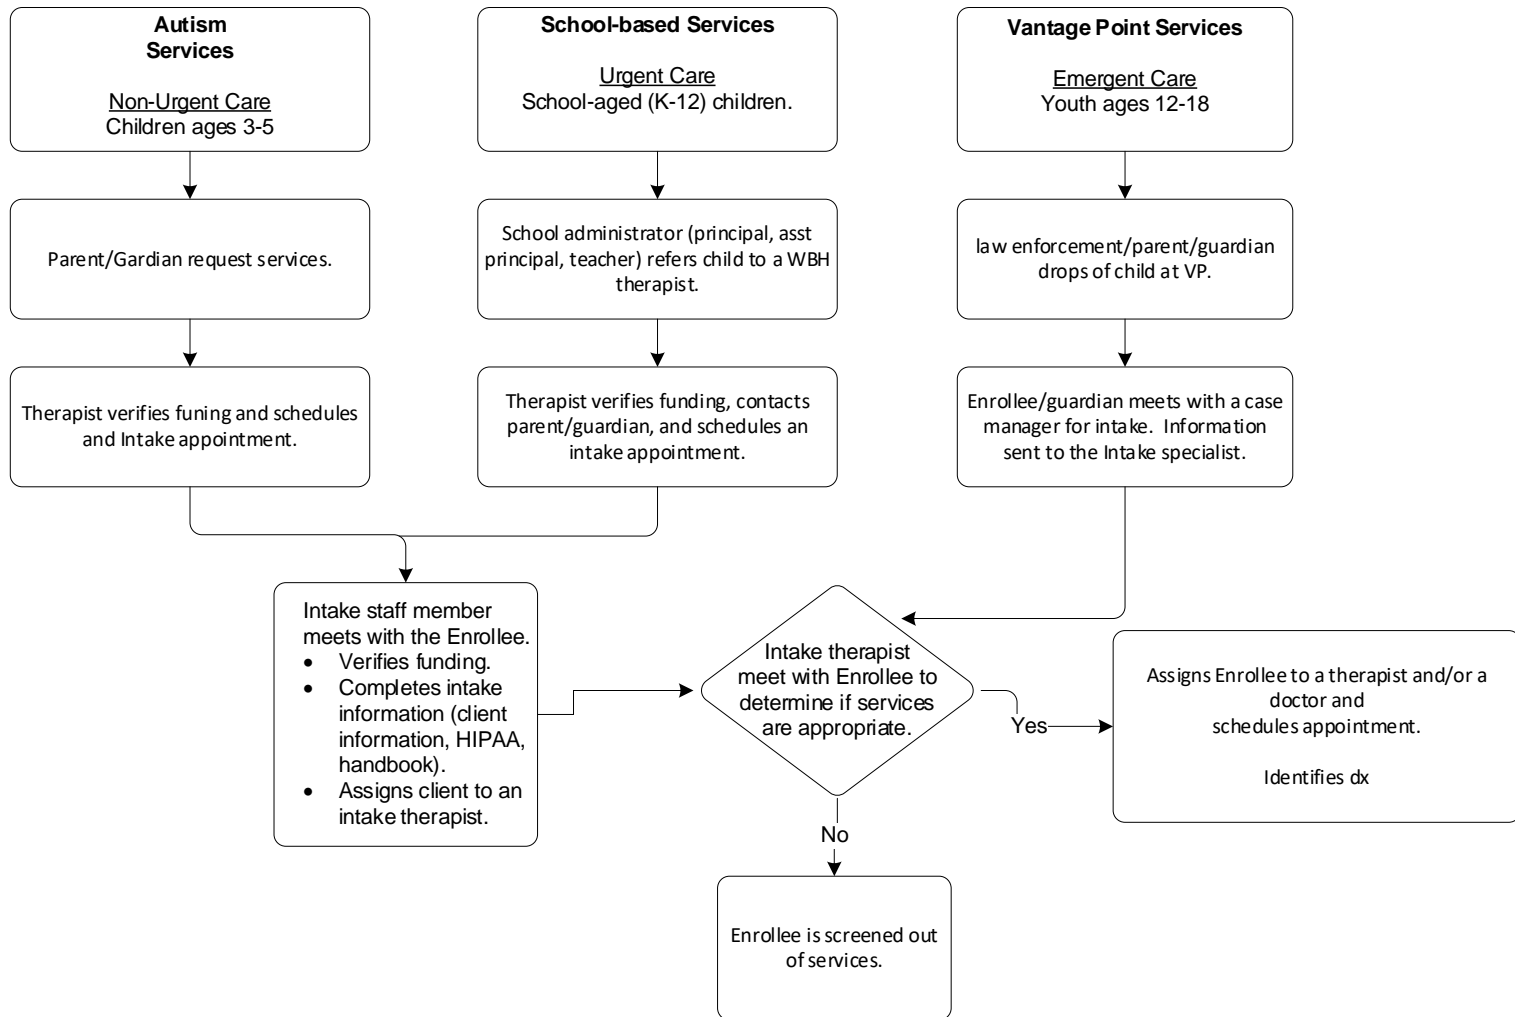 Autism
Services
Non-Urgent Care
Children ages 3-5
School-based Services
Urgent Care
School-aged (K-12) children.
Vantage Point Services
Emergent Care
Youth ages 12-18
Parent/Gardian request services.
School administrator (principal, asst
principal, teacher) refers child to a WBH
therapist.
law enforcement/parent/guardian
drops of child at VP.
Therapist verifies funing and schedules
and Intake appointment.
Therapist verifies funding, contacts
parent/guardian, and schedules an
intake appointment.
Enrollee/guardian meets with a case
manager for intake.  Information
sent to the Intake specialist.
Intake staff member
meets with the Enrollee.
• Verifies funding.
• Completes intake
information (client
information, HIPAA,
handbook).
• Assigns client to an
intake therapist.
Intake therapist
meet with Enrollee to
determine if services
are appropriate.
Yes
Assigns Enrollee to a therapist and/or a
doctor and
schedules appointment.
Identifies dx
No
Enrollee is screened out
of services.